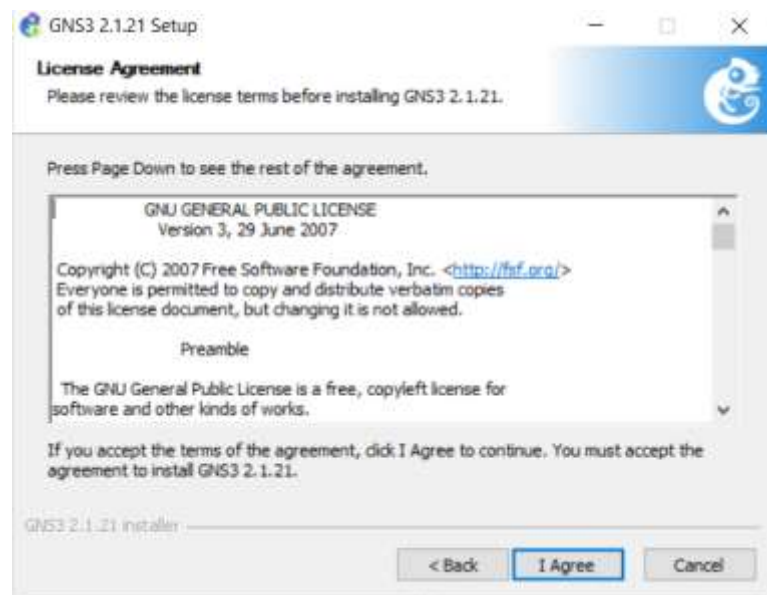 GNS3 2.1.21 Setup
License Agreement
Please review the license terms before installing GNS3 2.1.21.
Press Page Down to see the rest of the agreement.
GNU GENERAL PUBLIC LICENSE
Version 3, 29 June 2007
Copyright (C) 2007 Free Software Foundation, Inc. <http://fsf.org/>
Everyone is permitted to copy and distribute verbatim copies
of this license document, but changing it is not allowed.
Preamble
The GNU General Public License is a free, copyleft license for
software and other kinds of works.
If you accept the terms of the agreement, click I Agree to continue. You must accept the
agreement to install GNS3 2.1.21.
GNS3 2.1.21 installer
< Back I Agree Cancel